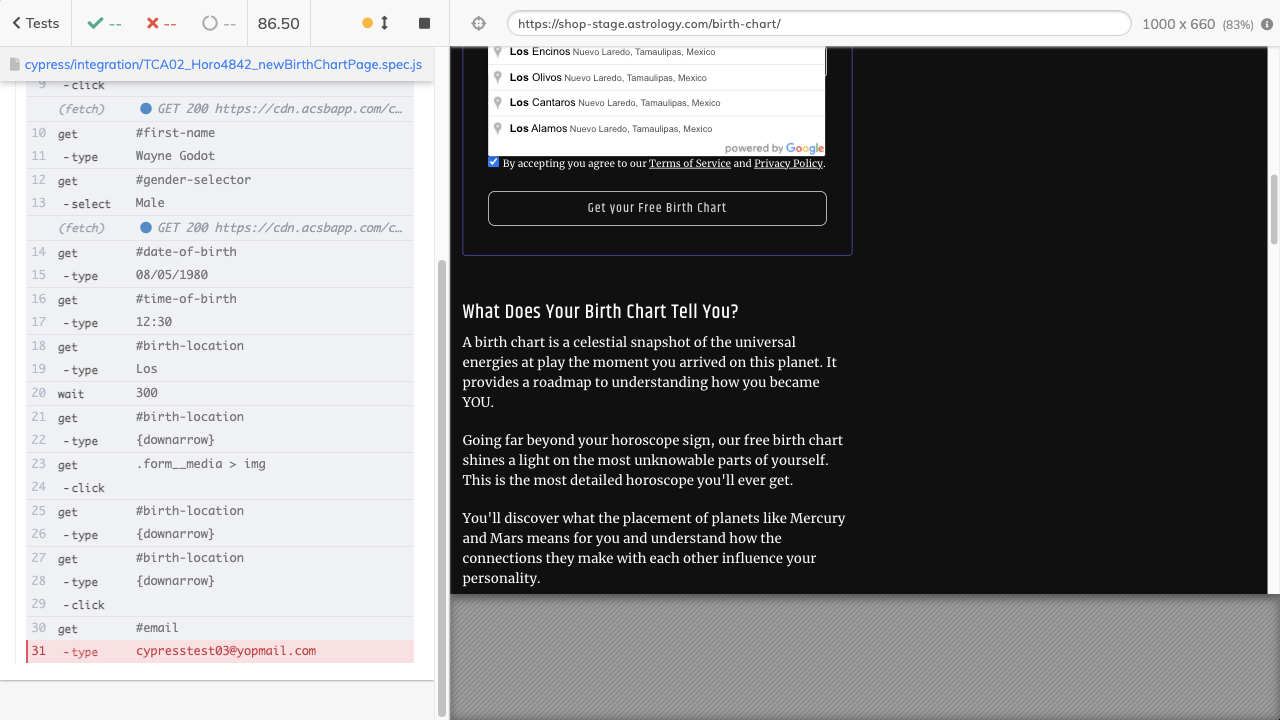 Tests
--
--
--
86.50
https://shop-stage.astrology.com/birth-chart/
1000 x 660 (83%)
cypress/integration/TCA02_Horo4842_newBirthChartPage.spec.js
9 -click
(fetch) GET 200 https://cdn.acsbapp.com/c…
10 get #first-name
11 -type Wayne Godot
12 get #gender-selector
13 -select Male
(fetch) GET 200 https://cdn.acsbapp.com/c…
14 get #date-of-birth
15 -type 08/05/1980
16 get #time-of-birth
17 -type 12:30
18 get #birth-location
19 -type Los
20 wait 300
21 get #birth-location
22 -type {downarrow}
23 get .form__media > img
24 -click
25 get #birth-location
26 -type {downarrow}
27 get #birth-location
28 -type {downarrow}
29 -click
30 get #email
31 -type cypresstest03@yopmail.com
Los Encinos Nuevo Laredo, Tamaulipas, Mexico
Los Olivos Nuevo Laredo, Tamaulipas, Mexico
Los Cantaros Nuevo Laredo, Tamaulipas, Mexico
Los Alamos Nuevo Laredo, Tamaulipas, Mexico
powered by Google
By accepting you agree to our Terms of Service and Privacy Policy.
Get your Free Birth Chart
What Does Your Birth Chart Tell You?
A birth chart is a celestial snapshot of the universal
energies at play the moment you arrived on this planet. It
provides a roadmap to understanding how you became
YOU.
Going far beyond your horoscope sign, our free birth chart
shines a light on the most unknowable parts of yourself.
This is the most detailed horoscope you'll ever get.
You'll discover what the placement of planets like Mercury
and Mars means for you and understand how the
connections they make with each other influence your
personality.